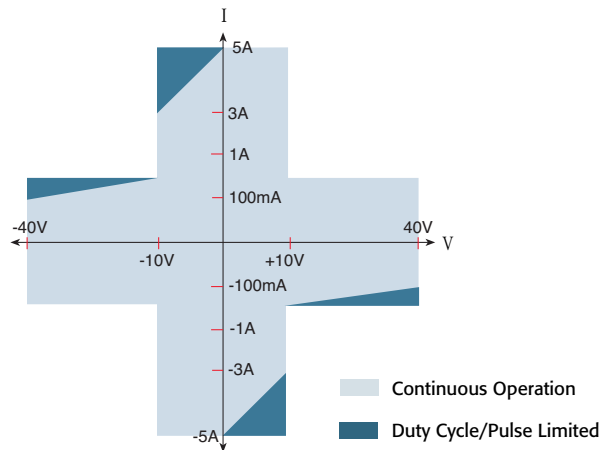 I
5A
3A
1A
100mA
-40V
40V
V
-10V
+10V
-100mA
-1A
-3A
-5A
Continuous Operation
Duty Cycle/Pulse Limited